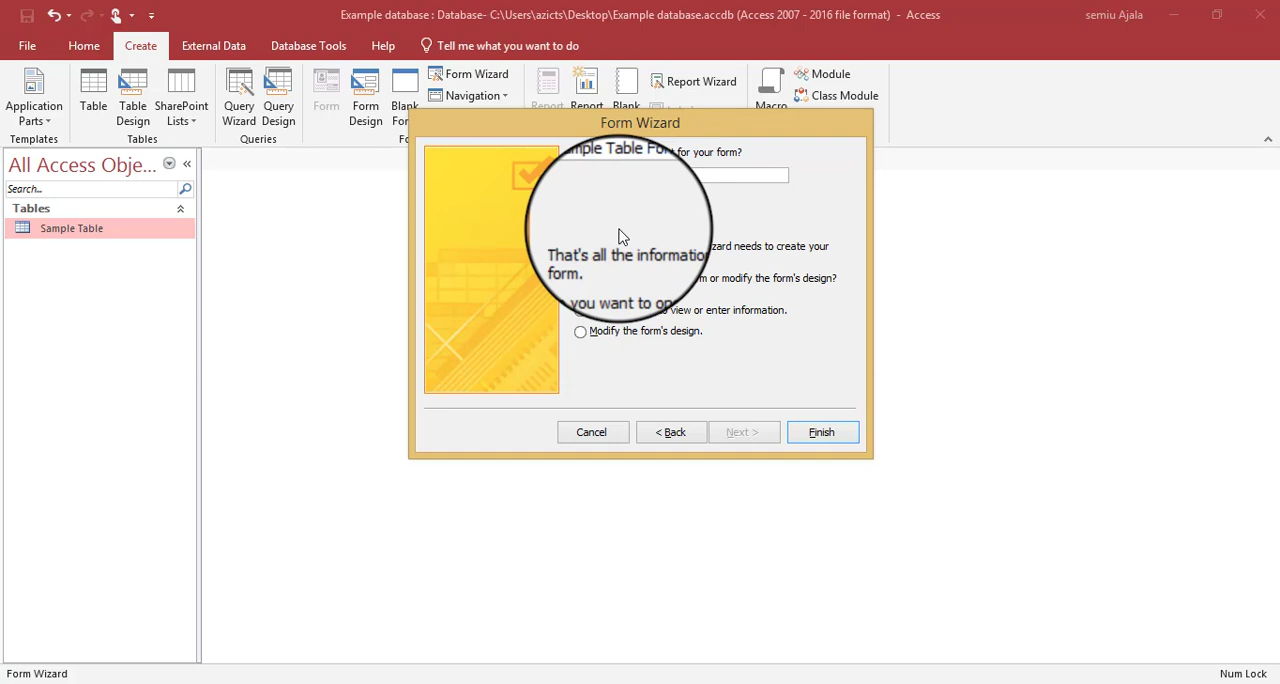 Example database : Database- C:\Users\azicts\Desktop\Example database.accdb (Access 2007 - 2016 file format) - Access
semiu Ajala
File Home Create External Data Database Tools Help Tell me what you want to do
Application Parts
Table
Table Design
SharePoint Lists
Query Wizard
Query Design
Form
Form Design
Blank
Form Wizard
Navigation
Report
Report
Blank
Report Wizard
Macro
Module
Class Module
Templates
Tables
Queries
All Access Obje...
Search...
Tables
Sample Table
Form Wizard
mple Table Fo
for your form?
That's all the informatio
zard needs to create your
form.
you want to op
m or modify the form's design?
view or enter information.
Modify the form's design.
Cancel
< Back
Next >
Finish
Form Wizard
Num Lock